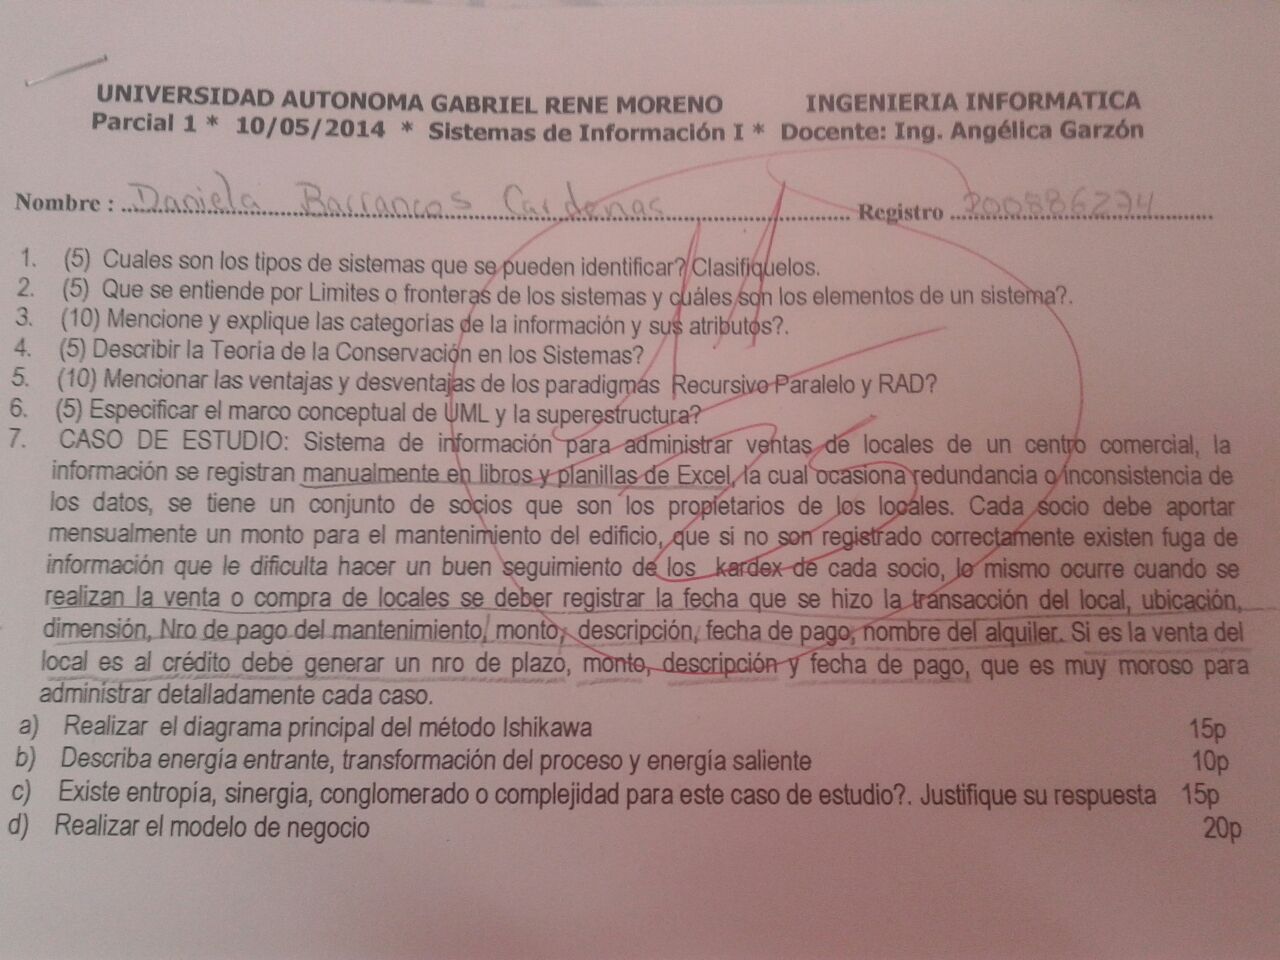 UNIVERSIDAD AUTONOMA GABRIEL RENE MORENO INGENIERIA INFORMATICA
Parcial 1 * 10/05/2014 * Sistemas de Información I * Docente: Ing. Angélica Garzón
Nombre : Daniela Barrancos Cardenas Registro 200886274
1. (5) Cuales son los tipos de sistemas que se pueden identificar? Clasifiquelos.
2. (5) Que se entiende por Limites o fronteras de los sistemas y cuáles son los elementos de un sistema?.
3. (10) Mencione y explique las categorías de la información y sus atributos?.
4. (5) Describir la Teoría de la Conservación en los Sistemas?
5. (10) Mencionar las ventajas y desventajas de los paradigmas Recursivo Paralelo y RAD?
6. (5) Especificar el marco conceptual de UML y la superestructura?
7. CASO DE ESTUDIO: Sistema de información para administrar ventas de locales de un centro comercial, la
información se registran manualmente en libros y planillas de Excel, la cual ocasiona redundancia o inconsistencia de
los datos, se tiene un conjunto de socios que son los propietarios de los locales. Cada socio debe aportar
mensualmente un monto para el mantenimiento del edificio, que si no son registrado correctamente existen fuga de
información que le dificulta hacer un buen seguimiento de los kardex de cada socio, lo mismo ocurre cuando se
realizan la venta o compra de locales se deber registrar la fecha que se hizo la transacción del local, ubicación,
dimensión, Nro de pago del mantenimiento, monto, descripción, fecha de pago, nombre del alquiler. Si es la venta del
local es al crédito debe generar un nro de plazo, monto, descripción y fecha de pago, que es muy moroso para
administrar detalladamente cada caso.
a) Realizar el diagrama principal del método Ishikawa 15p
b) Describa energía entrante, transformación del proceso y energía saliente 10p
c) Existe entropía, sinergia, conglomerado o complejidad para este caso de estudio?. Justifique su respuesta 15p
d) Realizar el modelo de negocio 20p